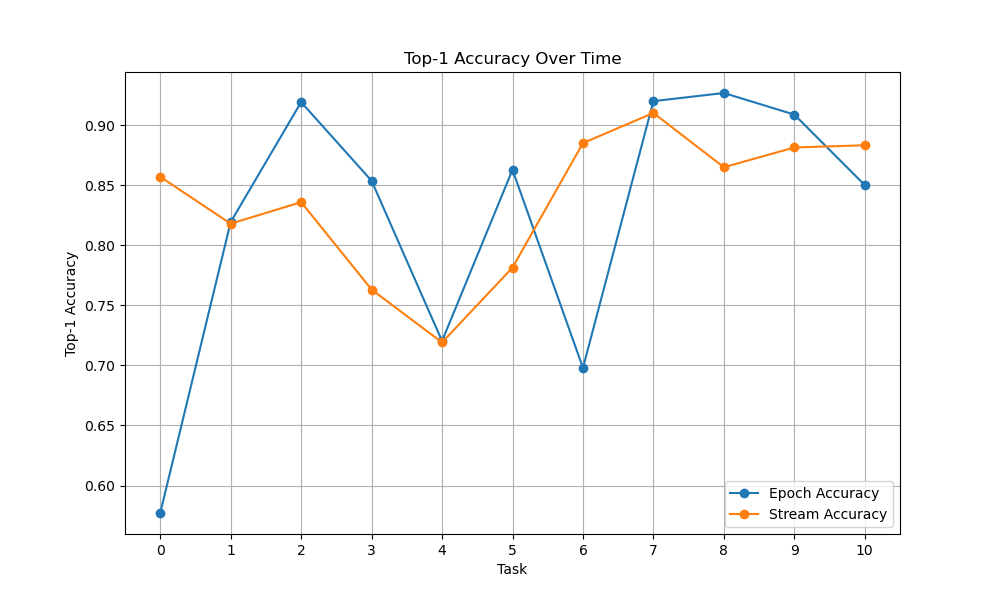 Top-1 Accuracy Over Time
Top-1 Accuracy
0.90
0.85
0.80
0.75
0.70
0.65
0.60
Epoch Accuracy
Stream Accuracy
0 1 2 3 4 5 6 7 8 9 10
Task